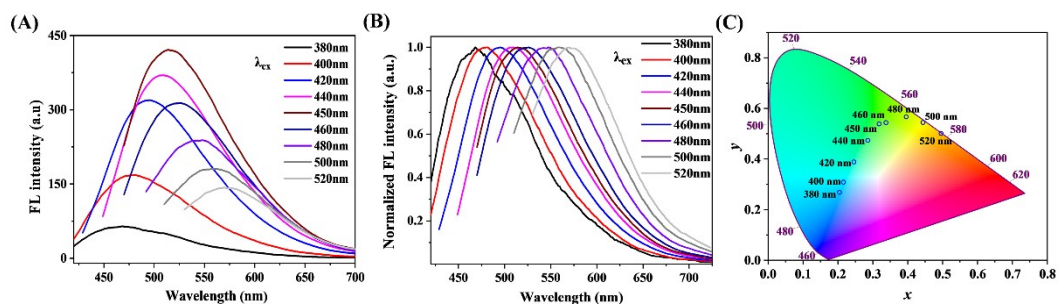 (A)
450
300
150
0
FL intensity (a.u)
450 500 550 600 650 700
Wavelength (nm)
λex
380nm
400nm
420nm
440nm
450nm
460nm
480nm
500nm
520nm
(B)
1.0
0.8
0.6
0.4
0.2
0.0
Normalized FL intensity (a.u.)
450 500 550 600 650 700
Wavelength (nm)
λex
380nm
400nm
420nm
440nm
450nm
460nm
480nm
500nm
520nm
(C)
0.8
0.6
0.4
0.2
0.0
y
0.0 0.1 0.2 0.3 0.4 0.5 0.6 0.7 0.8
x
520
540
560
500
580
600
620
480
460
480 nm
460 nm
500 nm
450 nm
520 nm
440 nm
420 nm
400 nm
380 nm